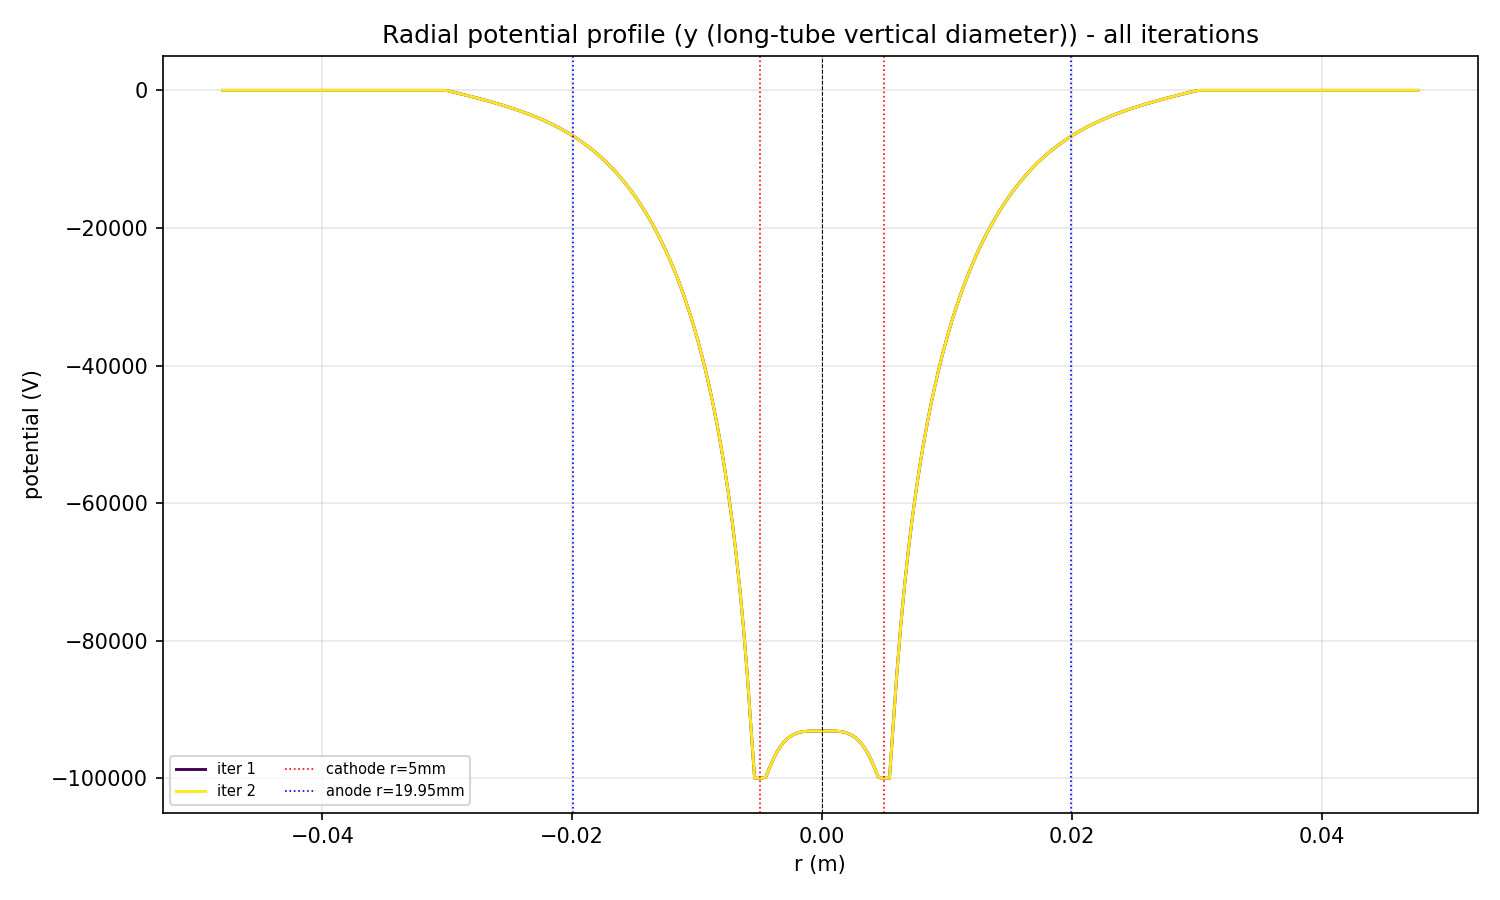 Radial potential profile (y (long-tube vertical diameter)) - all iterations
potential (V)
0
−20000
−40000
−60000
−80000
−100000
iter 1
iter 2
cathode r=5mm
anode r=19.95mm
−0.04
−0.02
0.00
0.02
0.04
r (m)